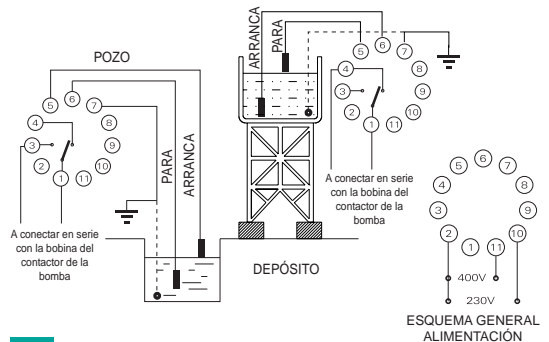 POZO
5
6
7
4
8
3
9
2
10
1
11
PARA
ARRANCA
A conectar en serie
con la bobina del
contactor de la
bomba
ARRANCA
PARA
5
6
7
4
8
3
9
2
10
1
11
A conectar en serie
con la bobina del
contactor de la
bomba
DEPÓSITO
6
5
7
4
8
3
9
2
10
1
11
400V
230V
ESQUEMA GENERAL
ALIMENTACIÓN